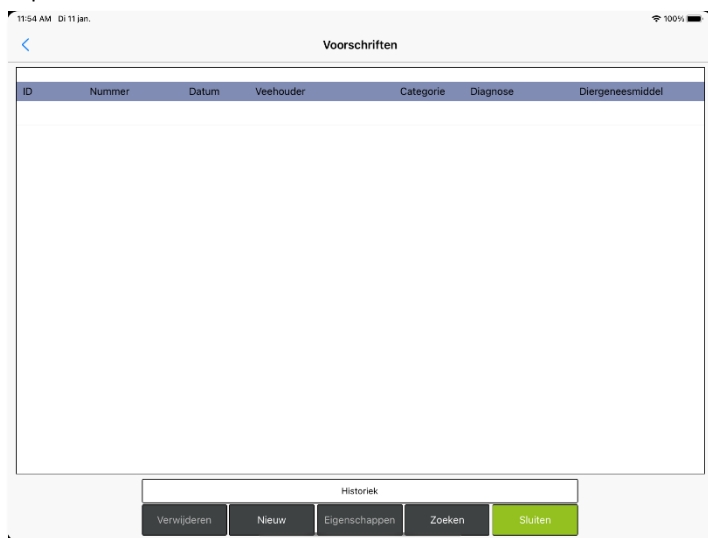 11:54 AM Di 11 jan. 100%
Voorschriften
ID Nummer Datum Veehouder Categorie Diagnose Diergeneesmiddel
Historiek
Verwijderen Nieuw Eigenschappen Zoeken Sluiten